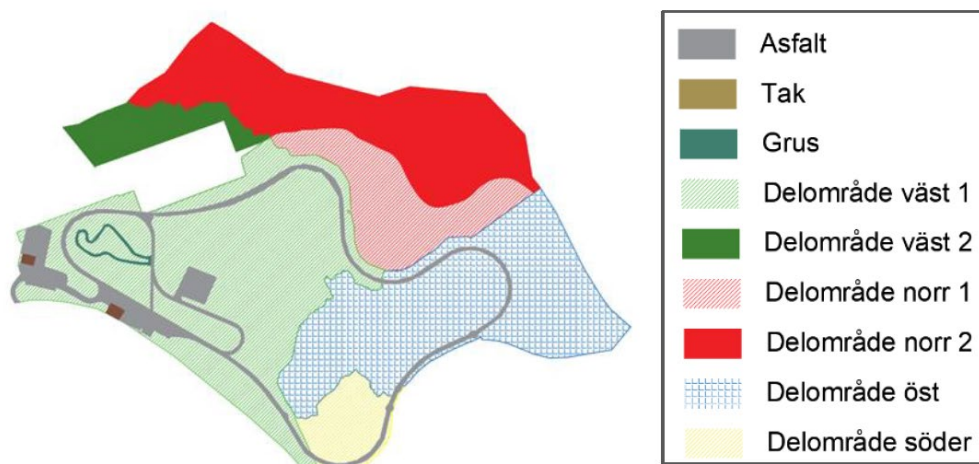 Asfalt
Tak
Grus
Delområde väst 1
Delområde väst 2
Delområde norr 1
Delområde norr 2
Delområde öst
Delområde söder